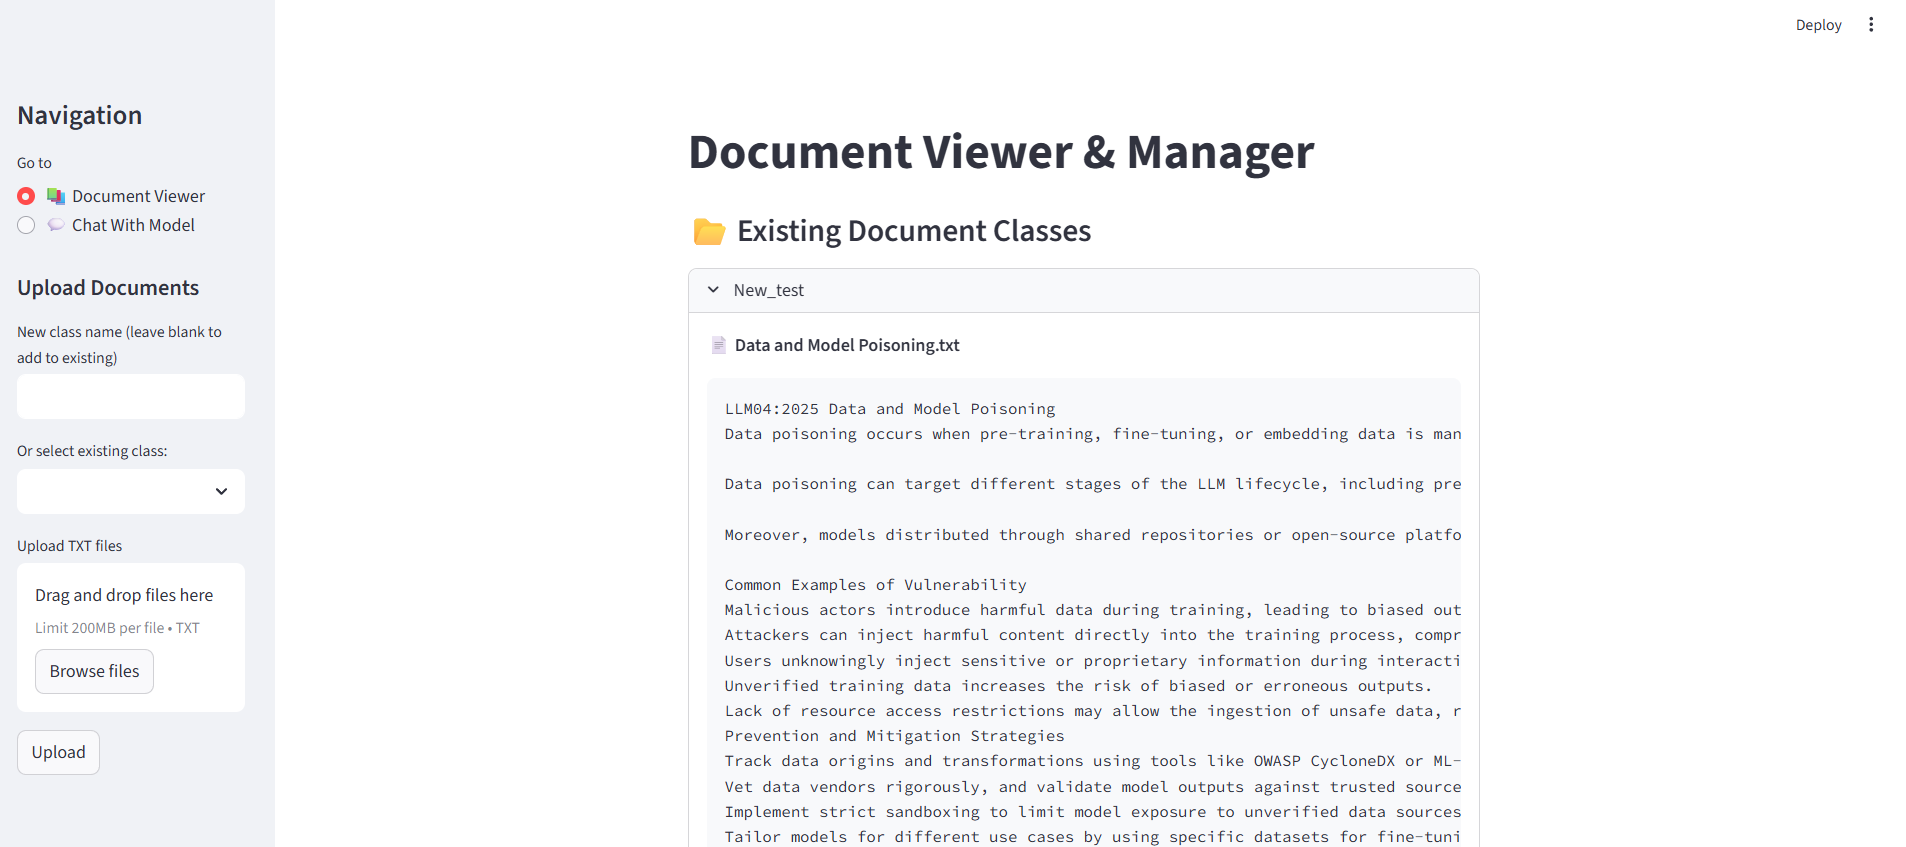 Deploy
Navigation
Go to
Document Viewer
Chat With Model
Upload Documents
New class name (leave blank to
add to existing)
Or select existing class:
Upload TXT files
Drag and drop files here
Limit 200MB per file • TXT
Browse files
Upload
Document Viewer & Manager
Existing Document Classes
New_test
Data and Model Poisoning.txt
LLM04:2025 Data and Model Poisoning
Data poisoning occurs when pre-training, fine-tuning, or embedding data is man
Data poisoning can target different stages of the LLM lifecycle, including pre
Moreover, models distributed through shared repositories or open-source platfo
Common Examples of Vulnerability
Malicious actors introduce harmful data during training, leading to biased out
Attackers can inject harmful content directly into the training process, compr
Users unknowingly inject sensitive or proprietary information during interacti
Unverified training data increases the risk of biased or erroneous outputs.
Lack of resource access restrictions may allow the ingestion of unsafe data, r
Prevention and Mitigation Strategies
Track data origins and transformations using tools like OWASP CycloneDX or ML-
Vet data vendors rigorously, and validate model outputs against trusted source
Implement strict sandboxing to limit model exposure to unverified data sources
Tailor models for different use cases by using specific datasets for fine-tuni